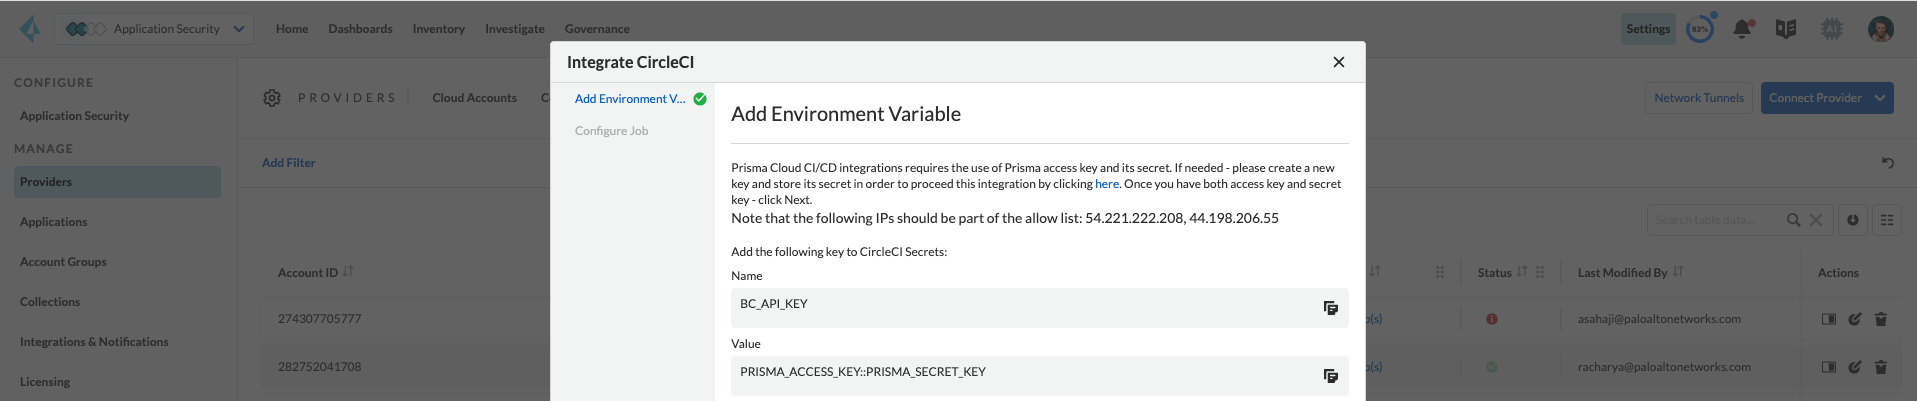 Application Security
Home
Dashboards
Inventory
Investigate
Governance
Settings
83%
AI
Integrate CircleCI
CONFIGURE
Application Security
MANAGE
Providers
Applications
Account Groups
Collections
Integrations & Notifications
Licensing
PROVIDERS
Cloud Accounts
C
Network Tunnels
Connect Provider
Add Filter
Search table data...
Account ID
Status
Last Modified By
Actions
274307705777
(s)
asahaji@paloaltonetworks.com
282752041708
(s)
racharya@paloaltonetworks.com
Add Environment V...
Configure Job
Add Environment Variable
Prisma Cloud CI/CD integrations requires the use of Prisma access key and its secret. If needed - please create a new
key and store its secret in order to proceed this integration by clicking here. Once you have both access key and secret
key - click Next.
Note that the following IPs should be part of the allow list: 54.221.222.208, 44.198.206.55
Add the following key to CircleCI Secrets:
Name
BC_API_KEY
Value
PRISMA_ACCESS_KEY::PRISMA_SECRET_KEY